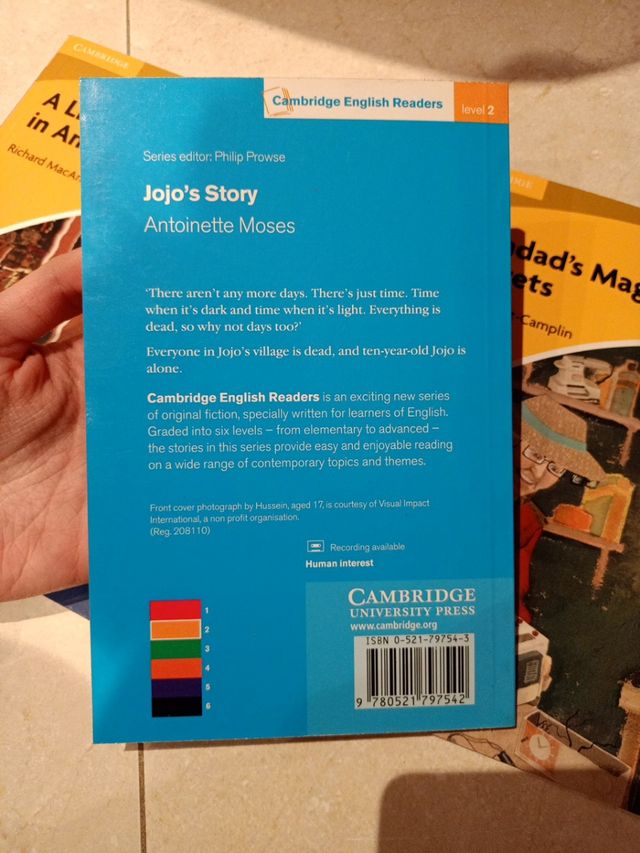 CAMBRIDGE
in An
Richard MacAn
Cambridge English Readers
level 2
Series editor: Philip Prowse
Jojo's Story
Antoinette Moses
'There aren't any more days. There's just time. Time
when it's dark and time when it's light. Everything is
dead, so why not days too?'
Everyone in Jojo's village is dead, and ten-year-old Jojo is
alone.
Cambridge English Readers is an exciting new series
of original fiction, specially written for learners of English.
Graded into six levels – from elementary to advanced –
the stories in this series provide easy and enjoyable reading
on a wide range of contemporary topics and themes.
Front cover photograph by Hussein, aged 17, is courtesy of Visual Impact
International, a non profit organisation.
(Reg. 208110)
Recording available
Human interest
1
2
3
4
5
6
CAMBRIDGE
UNIVERSITY PRESS
www.cambridge.org
ISBN 0-521-79754-3
9 780521 797542
DGE
ndad's Mag
ets
-Camplin